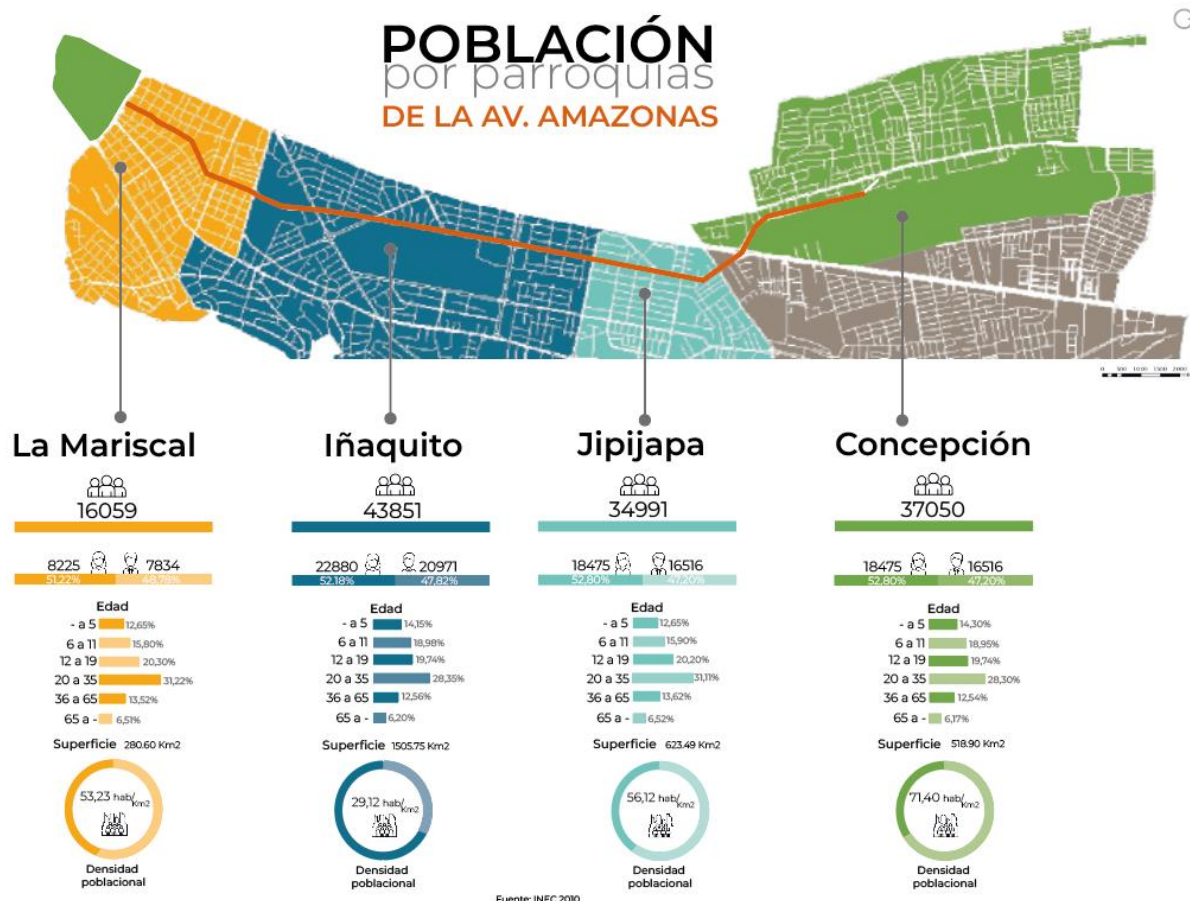 G
POBLACIÓN
por parroquias
DE LA AV. AMAZONAS
0 500 1000 1500 2000
La Mariscal
16059
8225 7834
51,22% 48,78%
Edad
- a 5 12,65%
6 a 11 15,80%
12 a 19 20,30%
20 a 35 31,22%
36 a 65 13,52%
65 a - 6,51%
Superficie 280.60 Km2
53,23 hab/Km2
Densidad
poblacional
Iñaquito
43851
22880 20971
52.18% 47,82%
Edad
- a 5 14,15%
6 a 11 18,98%
12 a 19 19,74%
20 a 35 28,35%
36 a 65 12,56%
65 a - 6,20%
Superficie 1505.75 Km2
29,12 hab/Km2
Densidad
poblacional
Jipijapa
34991
18475 16516
52,80% 47,20%
Edad
- a 5 12,65%
6 a 11 15,90%
12 a 19 20,20%
20 a 35 31,11%
36 a 65 13,62%
65 a - 6,52%
Superficie 623.49 Km2
56,12 hab/Km2
Densidad
poblacional
Concepción
37050
18475 16516
52,80% 47,20%
Edad
- a 5 14,30%
6 a 11 18,95%
12 a 19 19,74%
20 a 35 28,30%
36 a 65 12,54%
65 a - 6,17%
Superficie 518.90 Km2
71,40 hab/Km2
Densidad
poblacional
Fuente: INEC 2010